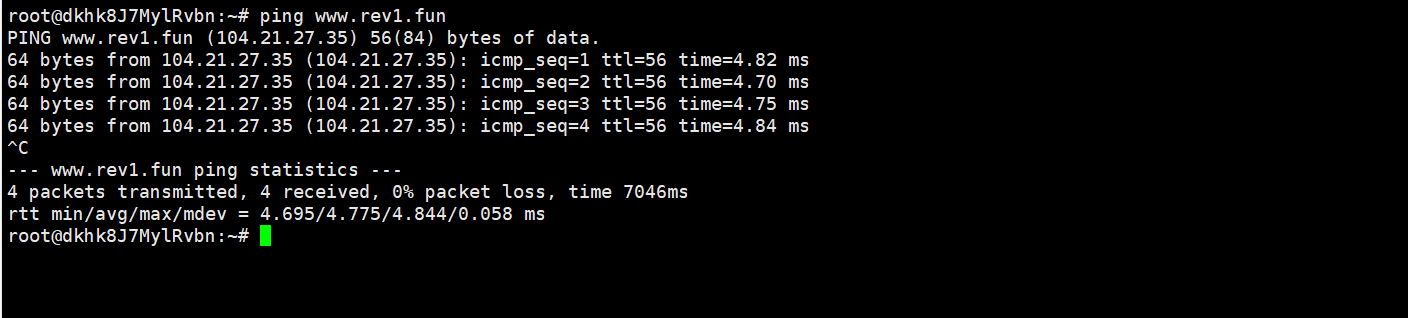 root@dkhk8J7MylRvbn:~# ping www.rev1.fun
PING www.rev1.fun (104.21.27.35) 56(84) bytes of data.
64 bytes from 104.21.27.35 (104.21.27.35): icmp_seq=1 ttl=56 time=4.82 ms
64 bytes from 104.21.27.35 (104.21.27.35): icmp_seq=2 ttl=56 time=4.70 ms
64 bytes from 104.21.27.35 (104.21.27.35): icmp_seq=3 ttl=56 time=4.75 ms
64 bytes from 104.21.27.35 (104.21.27.35): icmp_seq=4 ttl=56 time=4.84 ms
^C
--- www.rev1.fun ping statistics ---
4 packets transmitted, 4 received, 0% packet loss, time 7046ms
rtt min/avg/max/mdev = 4.695/4.775/4.844/0.058 ms
root@dkhk8J7MylRvbn:~#